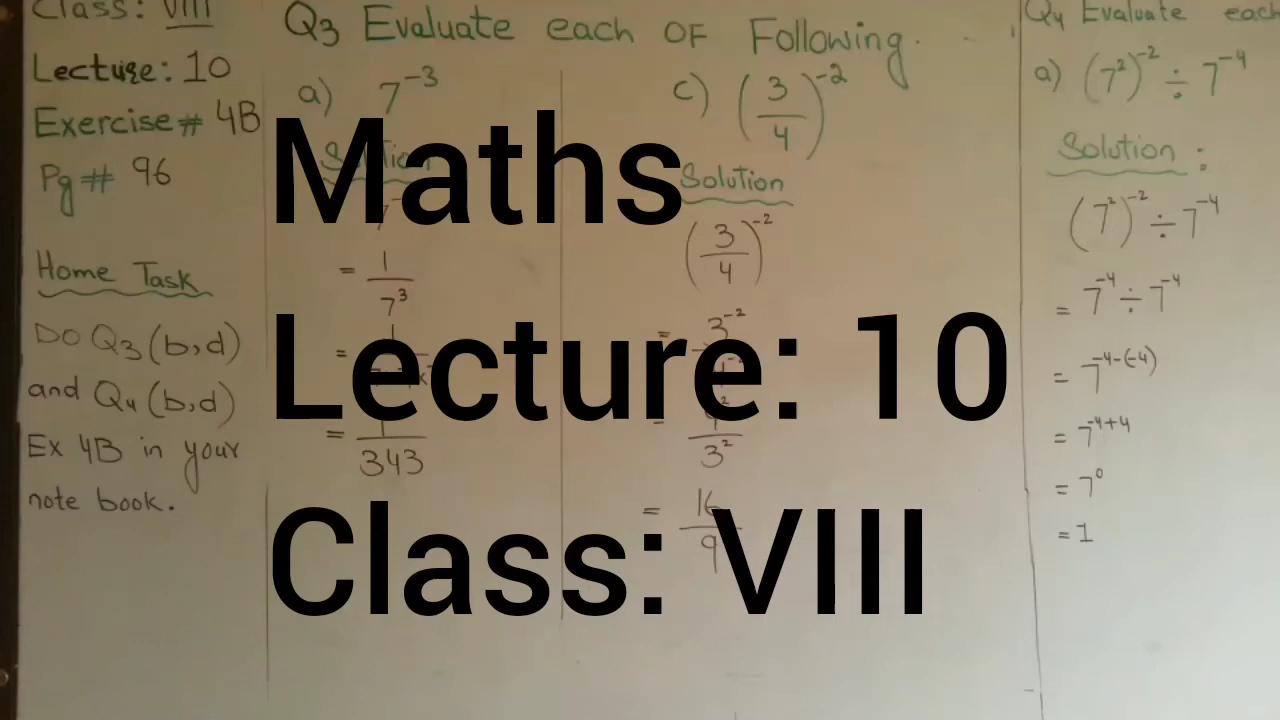 Class: VIII
Lecture: 10
Exercise# 4B
Pg# 96
Home Task
Do Q3 (b,d)
and Q4 (b,d)
Ex 4B in your
note book.
Q3 Evaluate each OF Following.
a) 7⁻³
Solution
= 1/7³
= 1/343
c) (3/4)⁻²
Solution
(3/4)⁻²
= 4²/3²
= 16/9
Q4 Evaluate each
a) (7²)⁻² ÷ 7⁻⁴
Solution :
(7²)⁻² ÷ 7⁻⁴
= 7⁻⁴ ÷ 7⁻⁴
= 7⁻⁴⁻⁽⁻⁴⁾
= 7⁻⁴⁺⁴
= 7⁰
= 1
Maths
Lecture: 10
Class: VIII